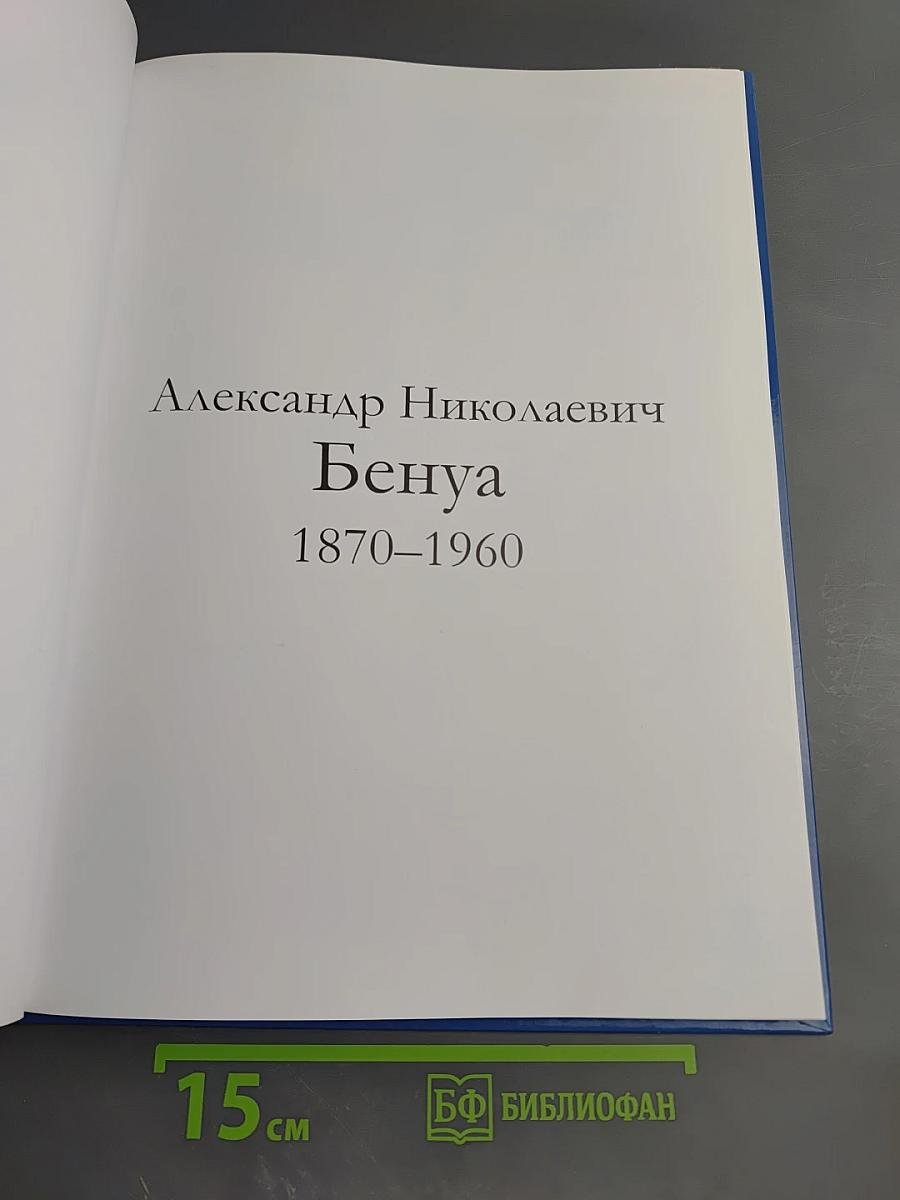 Александр Николаевич
Бенуа
1870–1960
15 см
БФ БИБЛИОФАН